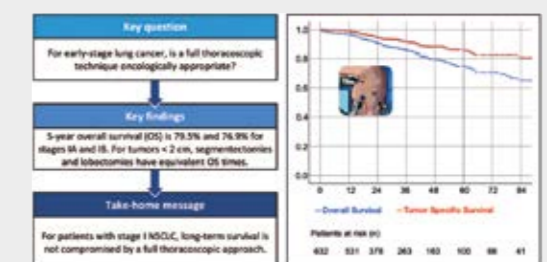 Key question
For early-stage lung cancer, is a full thoracoscopic
technique oncologically appropriate?
Key findings
5-year overall survival (OS) is 79.5% and 76.9% for
stages IA and IB. For tumors < 2 cm, segmentectomies
and lobectomies have equivalent OS times.
Take-home message
For patients with stage I NSCLC, long-term survival is
not compromised by a full thoracoscopic approach.
1.0
0.8
0.6
0.4
0.2
0.0
0 12 24 36 48 60 72 84
Overall Survival Tumor Specific Survival
Patients at risk (n)
632 531 378 263 163 100 66 41